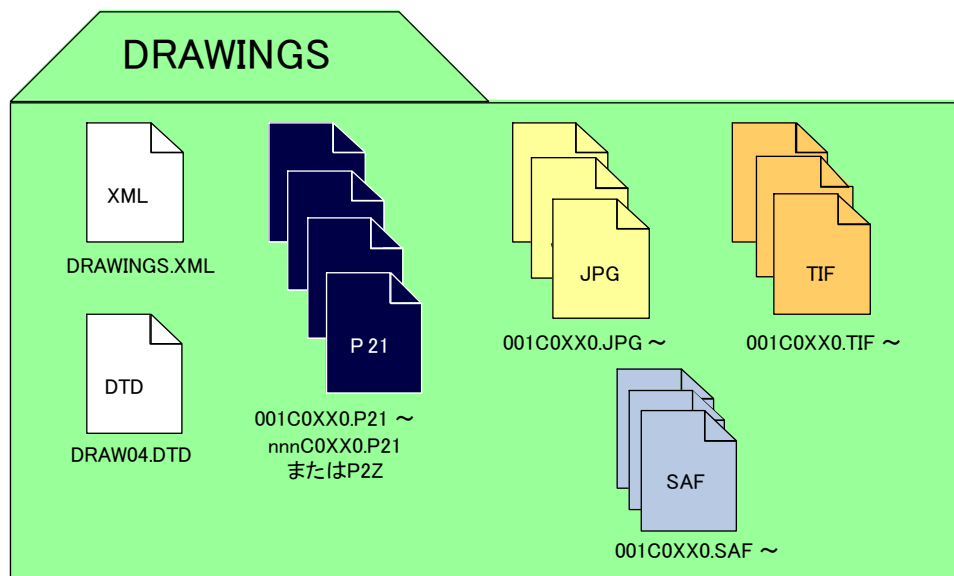 DRAWINGS
XML
DRAWINGS.XML
DTD
DRAW04.DTD
P 21
001C0XX0.P21 ～
nnnC0XX0.P21
またはP2Z
JPG
001C0XX0.JPG ～
TIF
001C0XX0.TIF ～
SAF
001C0XX0.SAF ～